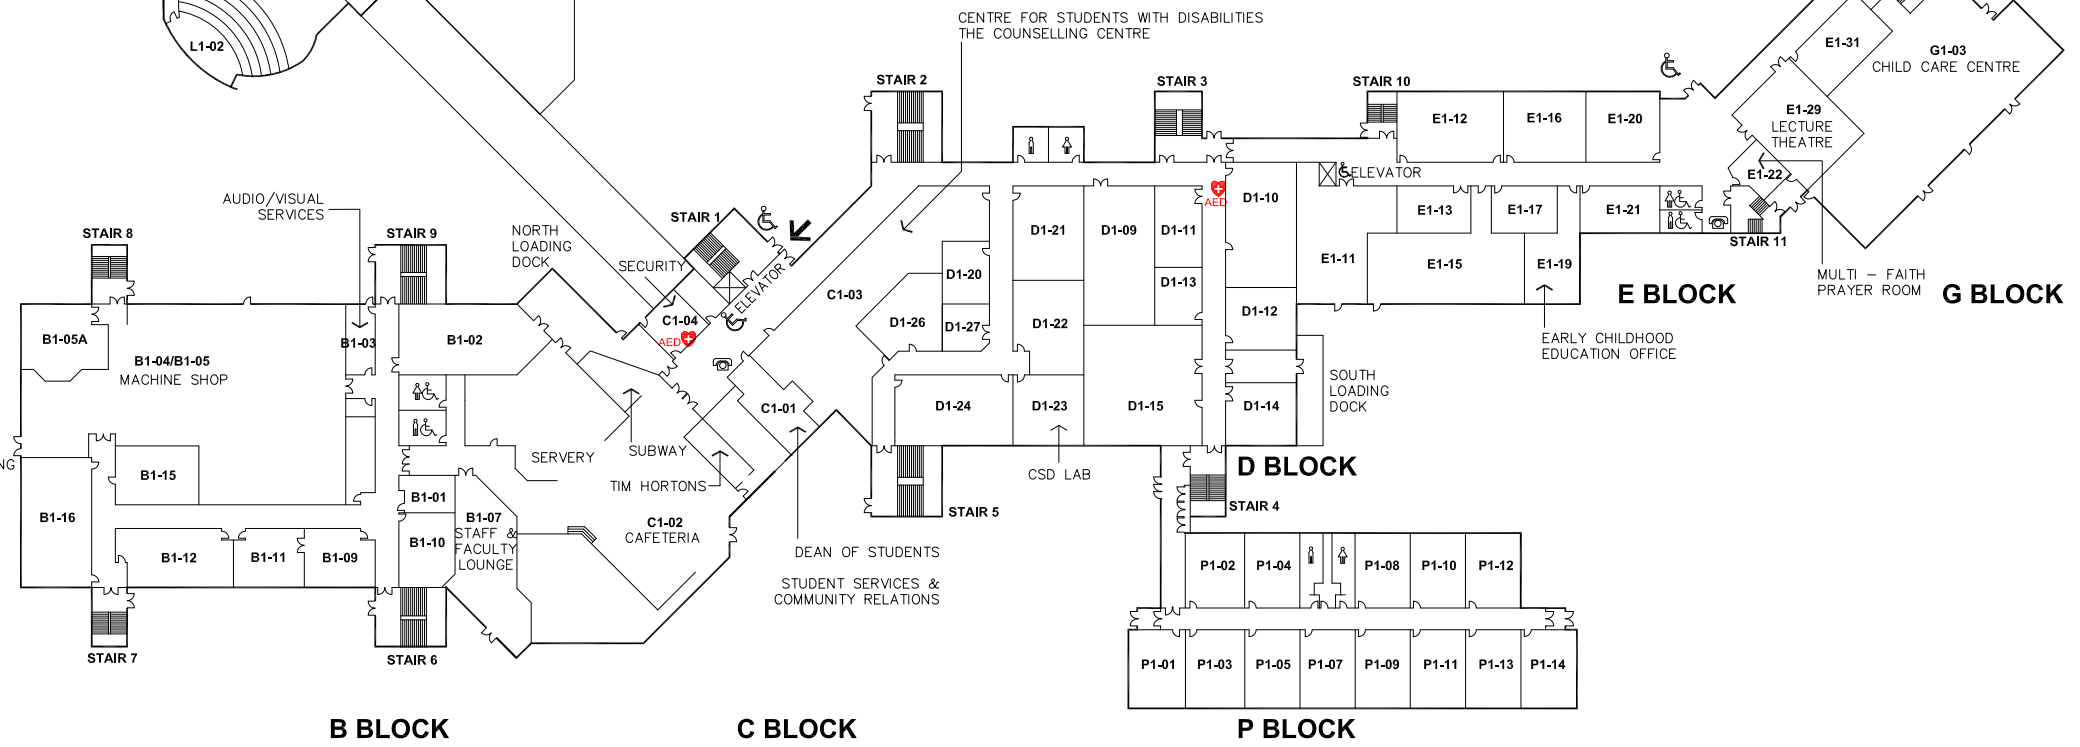 CENTRE FOR STUDENTS WITH DISABILITIES
THE COUNSELLING CENTRE
L1-02
E1-31
G1-03
CHILD CARE CENTRE
STAIR 2
STAIR 3
STAIR 10
E1-12
E1-16
E1-20
E1-29
LECTURE
THEATRE
ELEVATOR
E1-22
AUDIO/VISUAL
SERVICES
AED
D1-10
E1-13
E1-17
E1-21
STAIR 1
STAIR 8
STAIR 9
NORTH
LOADING
DOCK
SECURITY
ELEVATOR
D1-21
D1-09
D1-11
STAIR 11
E1-11
E1-15
E1-19
D1-20
D1-13
MULTI – FAITH
PRAYER ROOM
E BLOCK
G BLOCK
C1-03
C1-04
AED
D1-26
D1-27
D1-22
D1-12
B1-05A
B1-04/B1-05
MACHINE SHOP
B1-03
B1-02
EARLY CHILDHOOD
EDUCATION OFFICE
SOUTH
LOADING
DOCK
C1-01
D1-24
D1-23
D1-15
D1-14
SERVERY
SUBWAY
NG
B1-15
TIM HORTONS
CSD LAB
D BLOCK
B1-01
B1-16
B1-07
STAFF &
FACULTY
LOUNGE
C1-02
CAFETERIA
STAIR 5
STAIR 4
B1-12
B1-11
B1-09
B1-10
DEAN OF STUDENTS
STUDENT SERVICES &
COMMUNITY RELATIONS
P1-02
P1-04
P1-08
P1-10
P1-12
STAIR 7
STAIR 6
P1-01
P1-03
P1-05
P1-07
P1-09
P1-11
P1-13
P1-14
B BLOCK
C BLOCK
P BLOCK